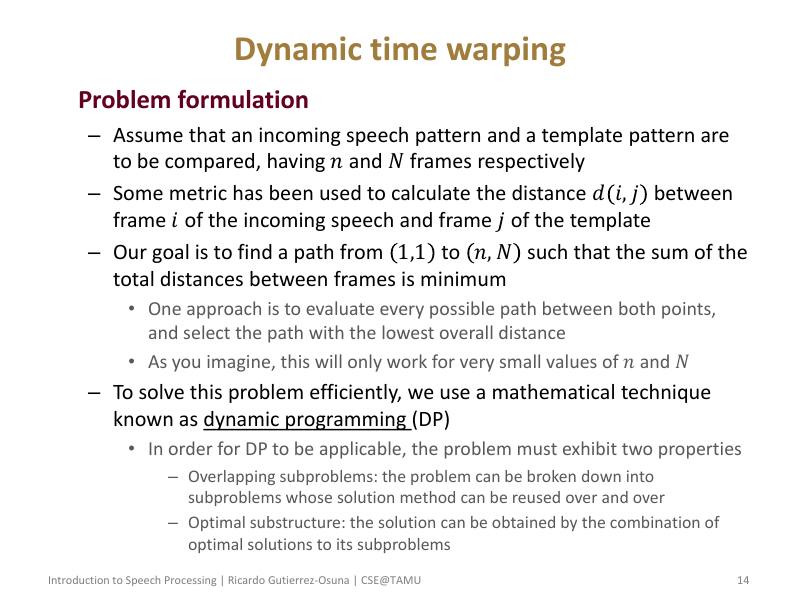 Dynamic time warping
Problem formulation
– Assume that an incoming speech pattern and a template pattern are
to be compared, having n and N frames respectively
– Some metric has been used to calculate the distance d(i, j) between
frame i of the incoming speech and frame j of the template
– Our goal is to find a path from (1,1) to (n, N) such that the sum of the
total distances between frames is minimum
• One approach is to evaluate every possible path between both points,
and select the path with the lowest overall distance
• As you imagine, this will only work for very small values of n and N
– To solve this problem efficiently, we use a mathematical technique
known as dynamic programming (DP)
• In order for DP to be applicable, the problem must exhibit two properties
– Overlapping subproblems: the problem can be broken down into
subproblems whose solution method can be reused over and over
– Optimal substructure: the solution can be obtained by the combination of
optimal solutions to its subproblems
Introduction to Speech Processing | Ricardo Gutierrez-Osuna | CSE@TAMU 14